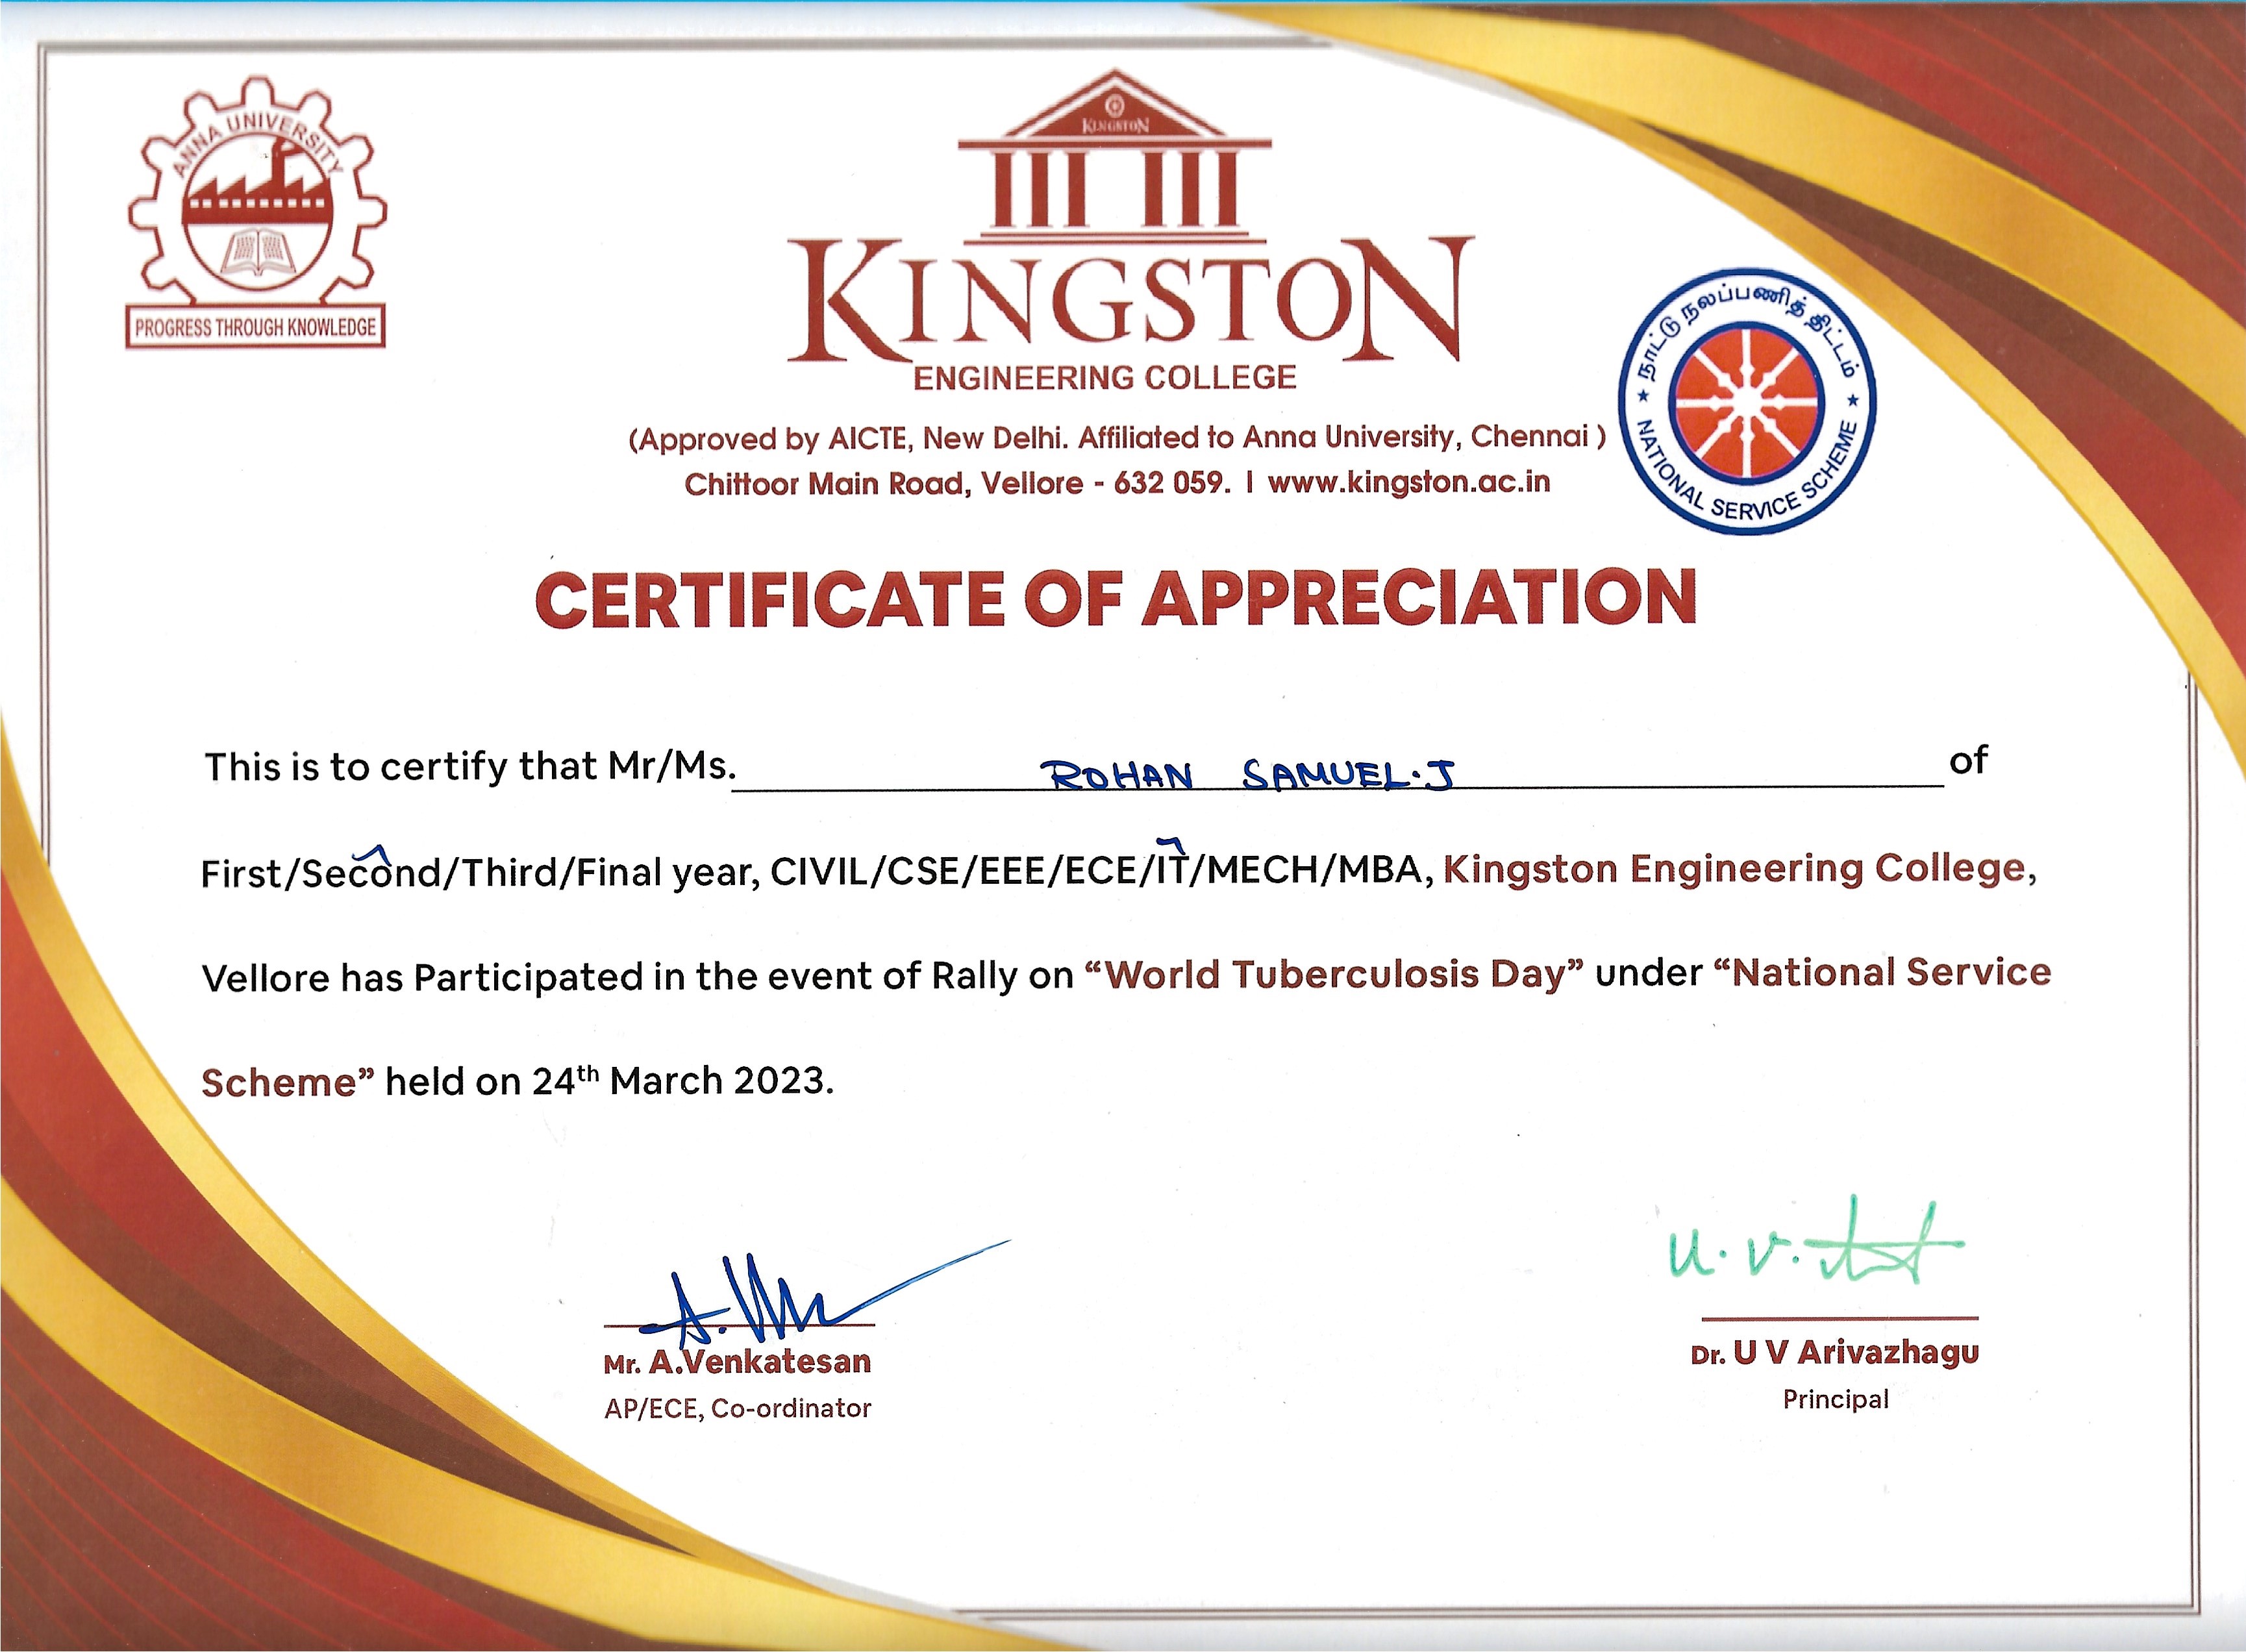 ANNA UNIVERSITY
PROGRESS THROUGH KNOWLEDGE
KINGSTON
KINGSTON
ENGINEERING COLLEGE
(Approved by AICTE, New Delhi. Affiliated to Anna University, Chennai )
Chittoor Main Road, Vellore - 632 059. | www.kingston.ac.in
நாட்டு நலப்பணித் திட்டம்
NATIONAL SERVICE SCHEME
CERTIFICATE OF APPRECIATION
This is to certify that Mr/Ms. ROHAN SAMUEL.J of
First/Second/Third/Final year, CIVIL/CSE/EEE/ECE/IT/MECH/MBA, Kingston Engineering College,
Vellore has Participated in the event of Rally on “World Tuberculosis Day” under “National Service
Scheme” held on 24th March 2023.
Mr. A.Venkatesan
AP/ECE, Co-ordinator
Dr. U V Arivazhagu
Principal